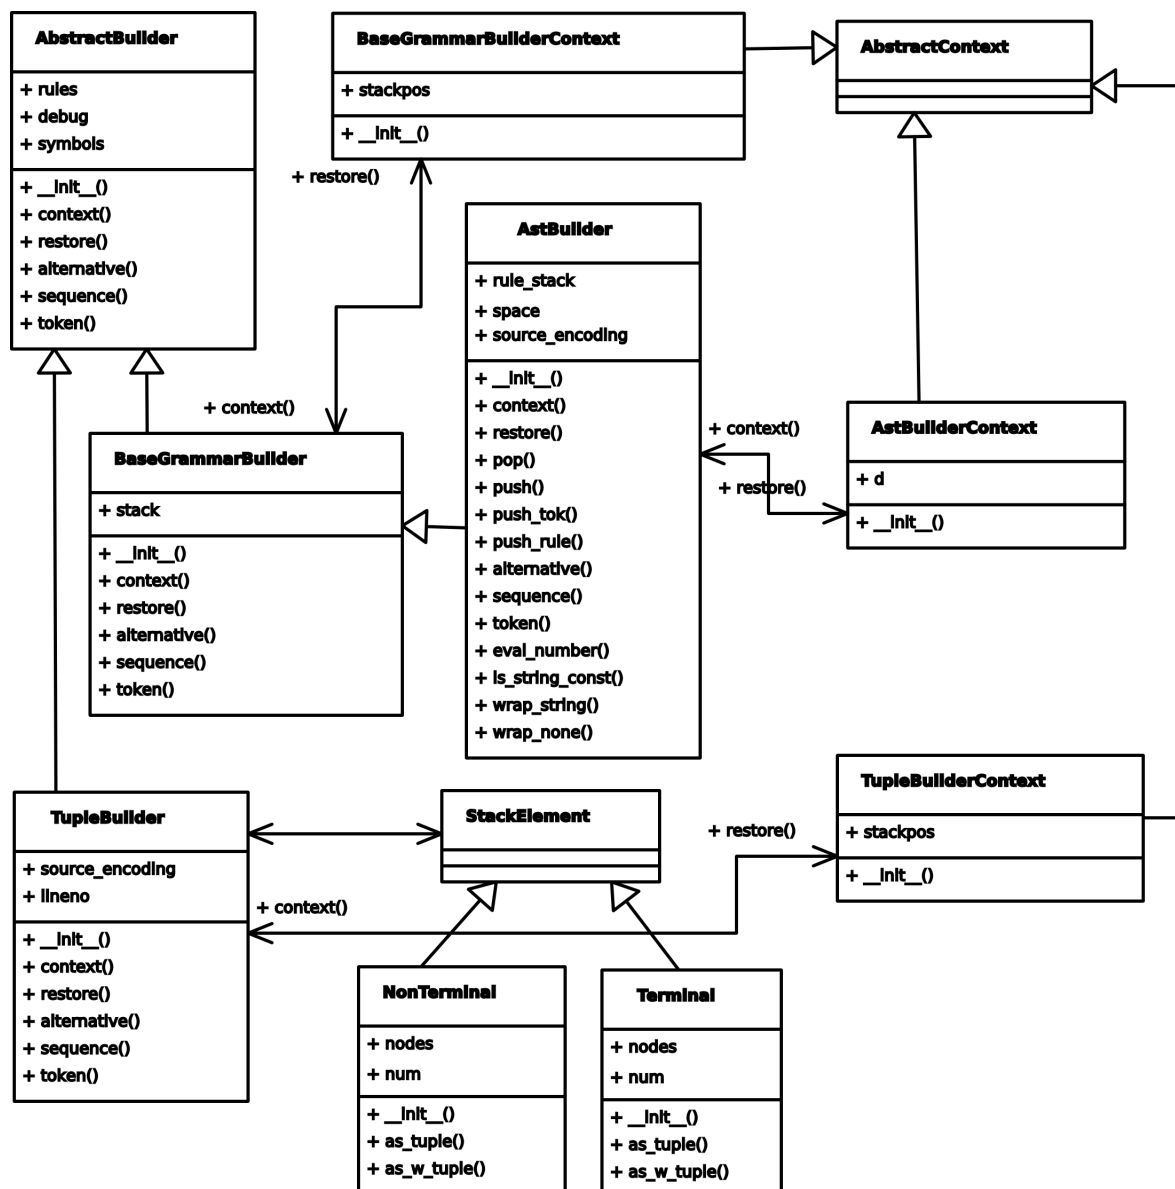 AbstractBuilder
+ rules
+ debug
+ symbols
+ __init__()
+ context()
+ restore()
+ alternative()
+ sequence()
+ token()
BaseGrammarBuilderContext
+ stackpos
+ __init__()
AbstractContext
+ restore()
+ context()
AstBuilder
+ rule_stack
+ space
+ source_encoding
+ __init__()
+ context()
+ restore()
+ pop()
+ push()
+ push_tok()
+ push_rule()
+ alternative()
+ sequence()
+ token()
+ eval_number()
+ is_string_const()
+ wrap_string()
+ wrap_none()
+ context()
+ restore()
AstBuilderContext
+ d
+ __init__()
BaseGrammarBuilder
+ stack
+ __init__()
+ context()
+ restore()
+ alternative()
+ sequence()
+ token()
TupleBuilder
+ source_encoding
+ lineno
+ __init__()
+ context()
+ restore()
+ alternative()
+ sequence()
+ token()
StackElement
+ restore()
+ context()
TupleBuilderContext
+ stackpos
+ __init__()
NonTerminal
+ nodes
+ num
+ __init__()
+ as_tuple()
+ as_w_tuple()
Terminal
+ nodes
+ num
+ __init__()
+ as_tuple()
+ as_w_tuple()